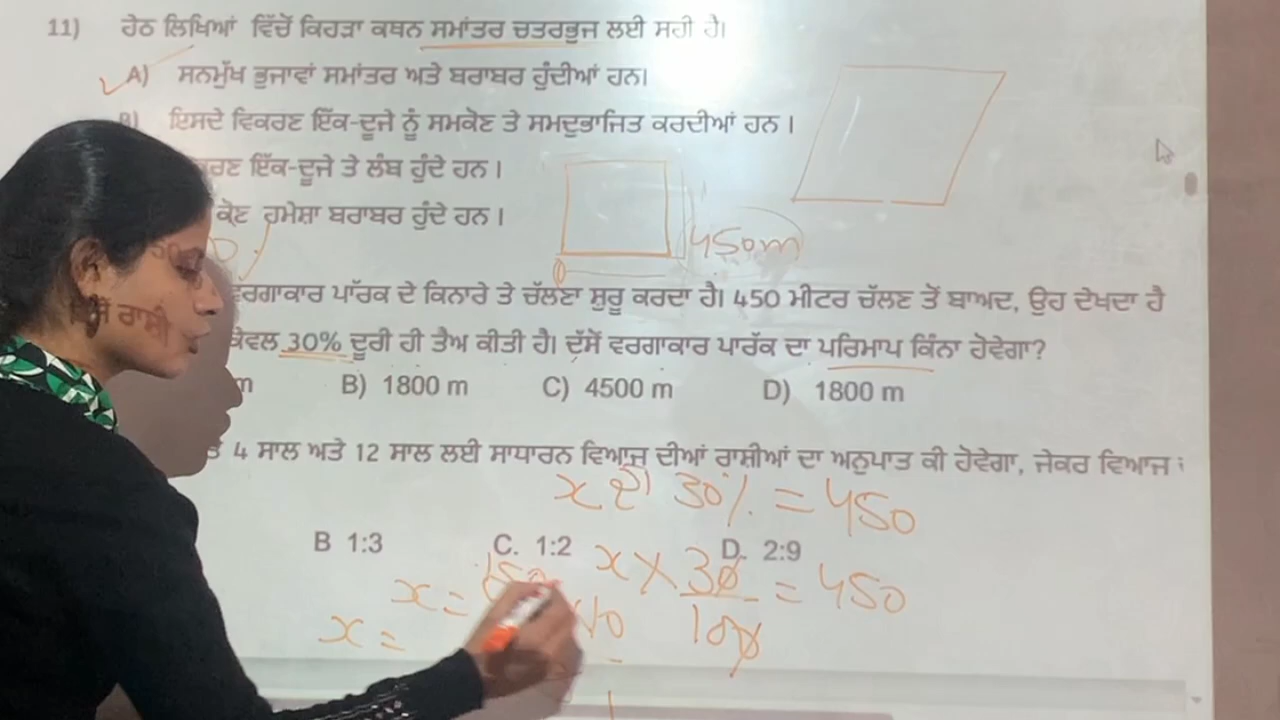 11) ਹੇਠ ਲਿਖਿਆਂ ਵਿੱਚੋਂ ਕਿਹੜਾ ਕਥਨ ਸਮਾਂਤਰ ਚਤਰਭੁਜ ਲਈ ਸਹੀ ਹੈ।
A) ਸਨਮੁੱਖ ਭੁਜਾਵਾਂ ਸਮਾਂਤਰ ਅਤੇ ਬਰਾਬਰ ਹੁੰਦੀਆਂ ਹਨ।
B) ਇਸਦੇ ਵਿਕਰਣ ਇੱਕ-ਦੂਜੇ ਨੂੰ ਸਮਕੋਣ ਤੇ ਸਮਦੁਭਾਜਿਤ ਕਰਦੀਆਂ ਹਨ।
ਇੱਕ-ਦੂਜੇ ਤੇ ਲੰਬ ਹੁੰਦੇ ਹਨ।
ਕੋਣ ਹਮੇਸ਼ਾ ਬਰਾਬਰ ਹੁੰਦੇ ਹਨ।
450m
ਵਰਗਾਕਾਰ ਪਾੱਰਕ ਦੇ ਕਿਨਾਰੇ ਤੇ ਚੱਲਣਾ ਸ਼ੁਰੂ ਕਰਦਾ ਹੈ। 450 ਮੀਟਰ ਚੱਲਣ ਤੋਂ ਬਾਅਦ, ਉਹ ਦੇਖਦਾ ਹੈ
ਕੇਵਲ 30% ਦੂਰੀ ਹੀ ਤੈਅ ਕੀਤੀ ਹੈ। ਦੱਸੋਂ ਵਰਗਾਕਾਰ ਪਾਰੱਕ ਦਾ ਪਰਿਮਾਪ ਕਿੰਨਾ ਹੋਵੇਗਾ?
m B) 1800 m C) 4500 m D) 1800 m
4 ਸਾਲ ਅਤੇ 12 ਸਾਲ ਲਈ ਸਾਧਾਰਨ ਵਿਆਜ ਦੀਆਂ ਰਾਸ਼ੀਆਂ ਦਾ ਅਨੁਪਾਤ ਕੀ ਹੋਵੇਗਾ, ਜੇਕਰ ਵਿਆਜ
x ਦਾ 30% = 450
B 1:3 C. 1:2 D. 2:9
x × 30/100 = 450
x =
x =